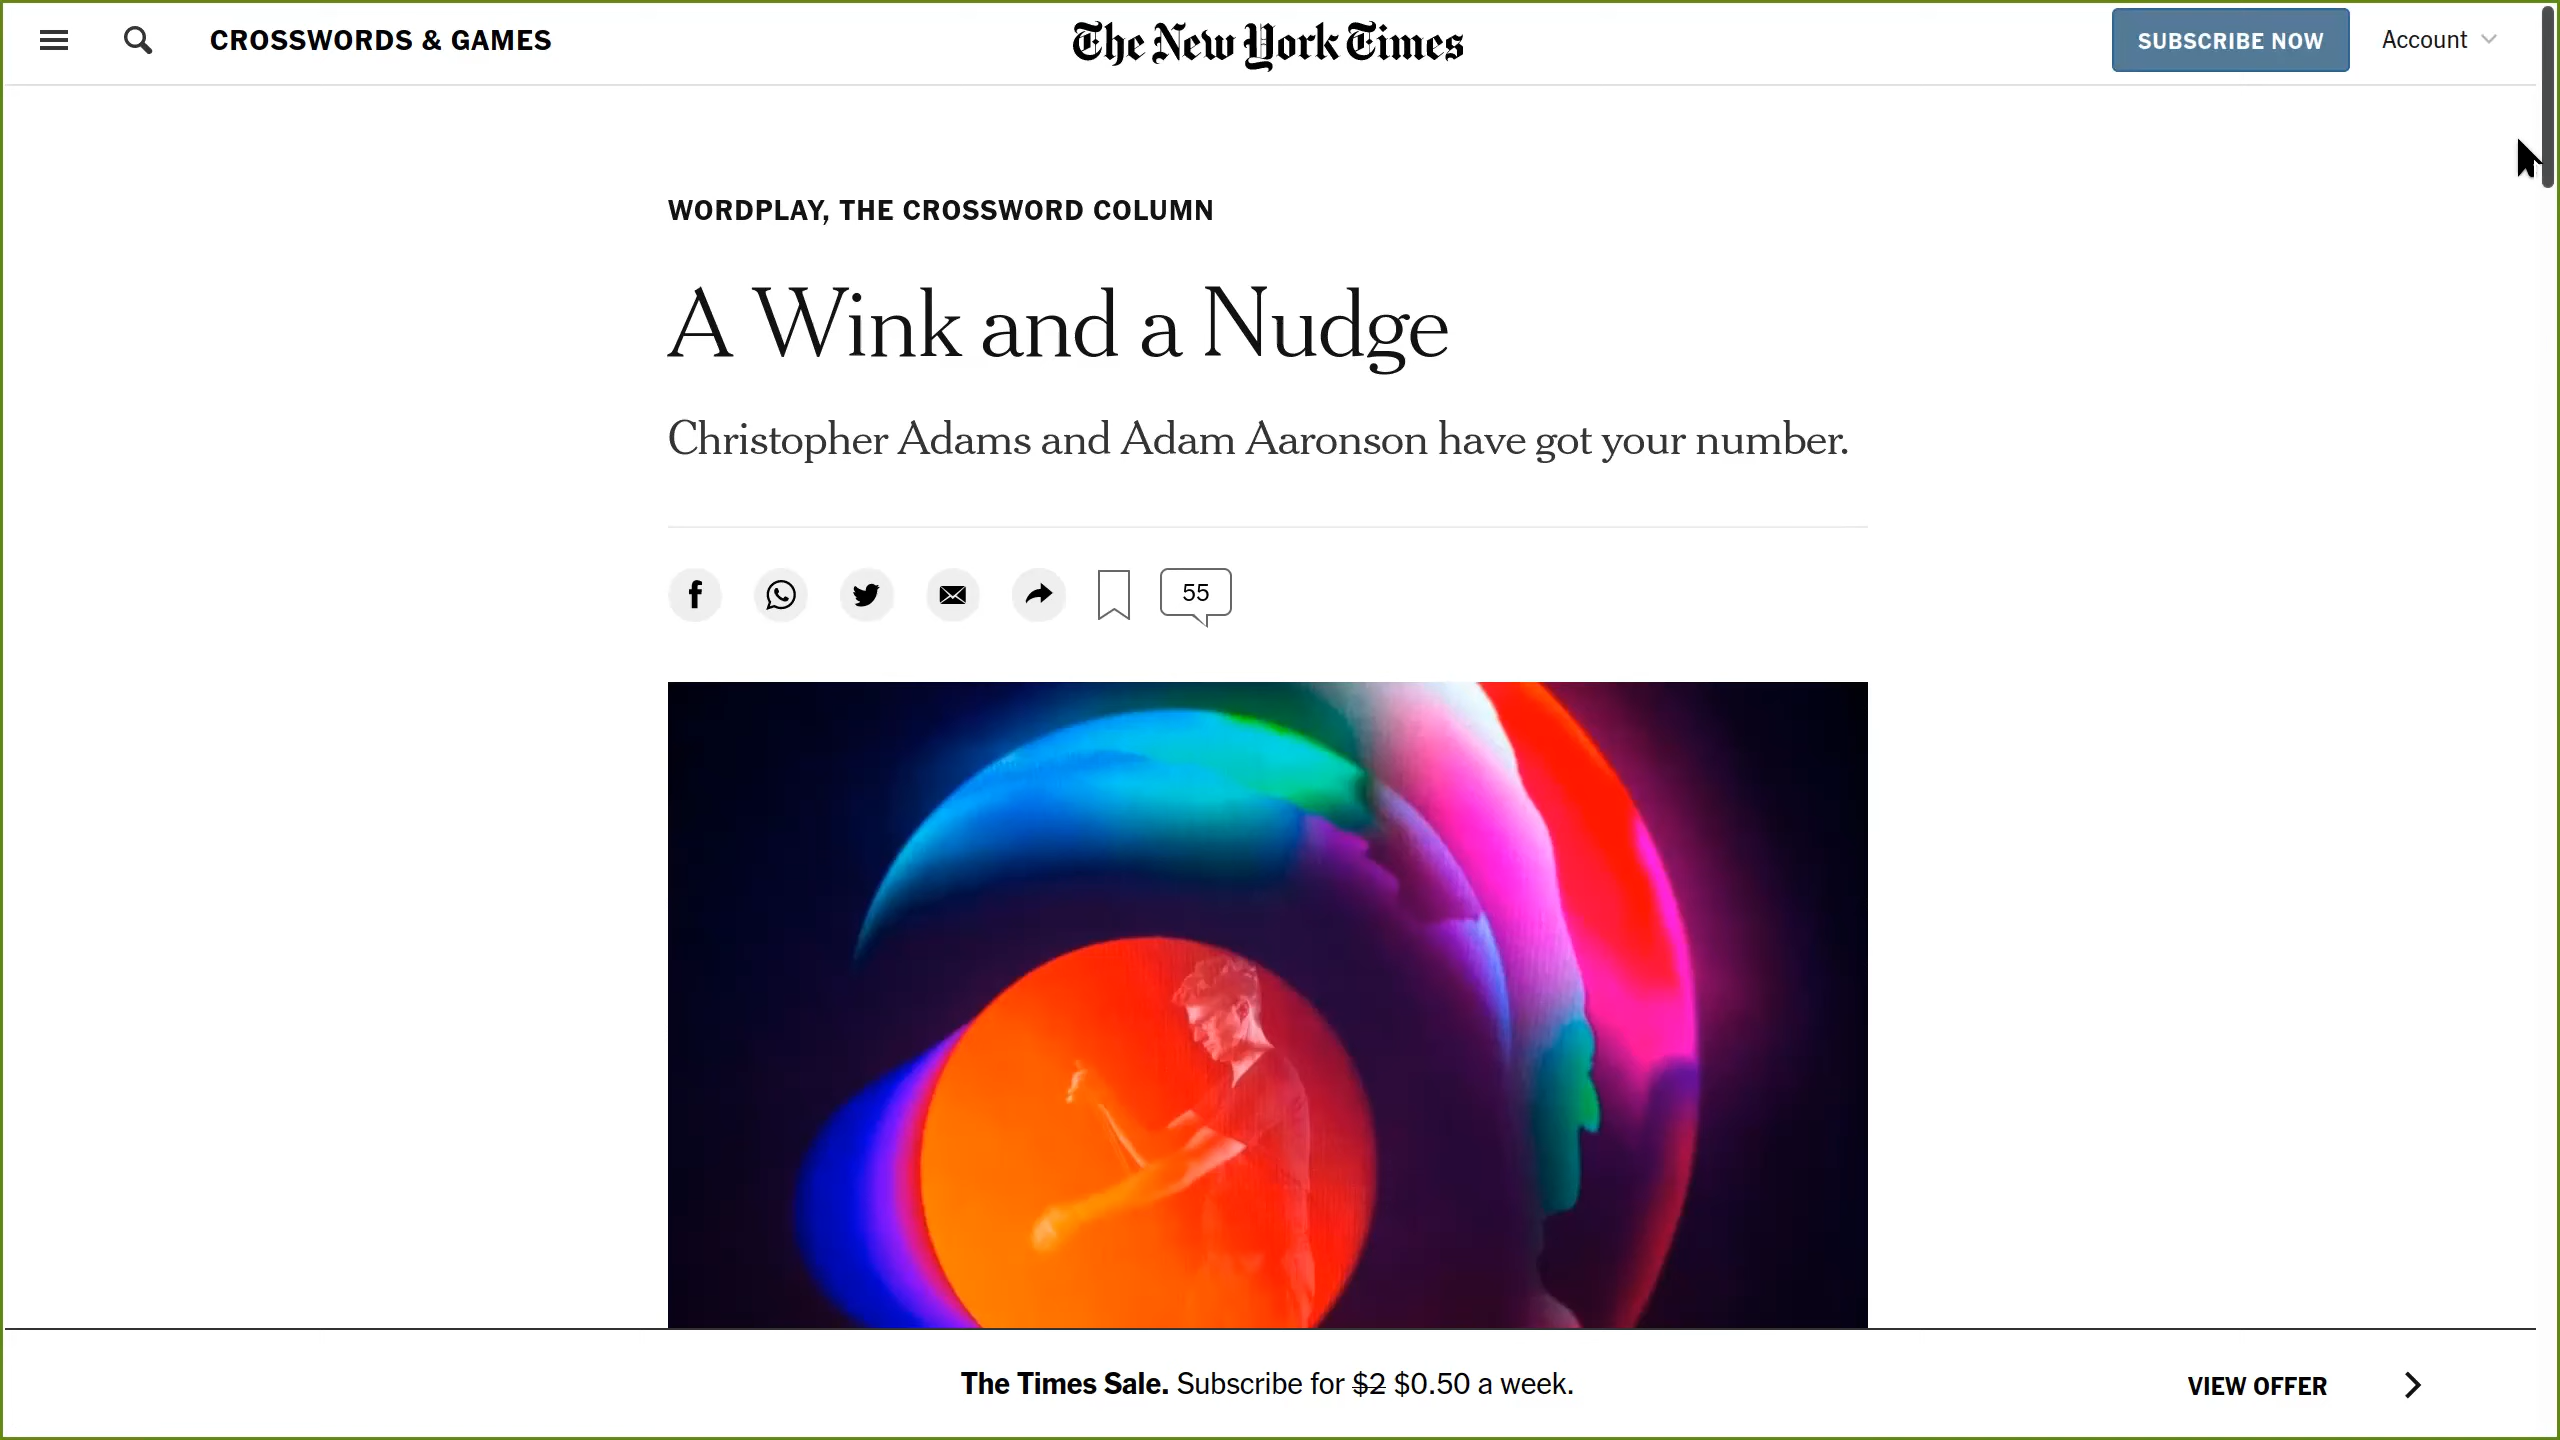 CROSSWORDS & GAMES
The New York Times
SUBSCRIBE NOW
Account
WORDPLAY, THE CROSSWORD COLUMN
A Wink and a Nudge
Christopher Adams and Adam Aaronson have got your number.
55
The Times Sale. Subscribe for $2 $0.50 a week.
VIEW OFFER